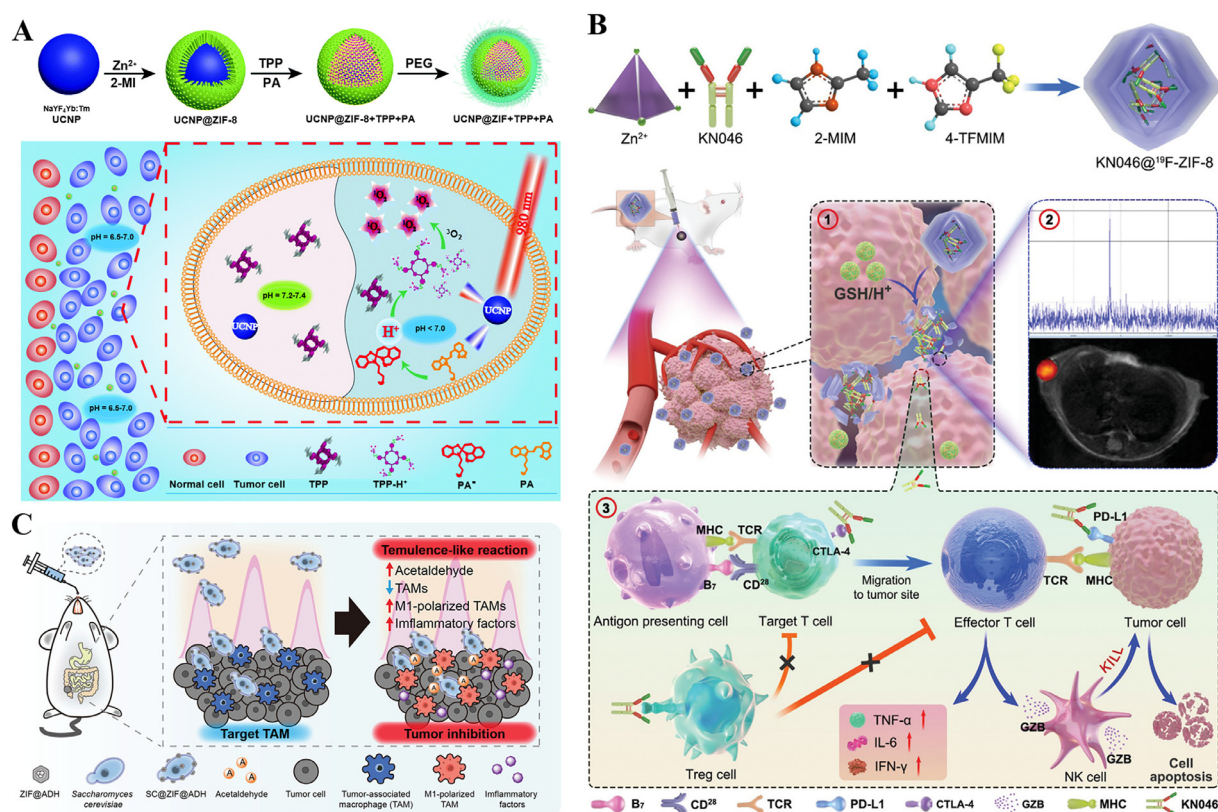 A
Zn²⁺
2-MI
TPP
PA
PEG
NaYF₄Yb:Tm
UCNP
UCNP@ZIF-8
UCNP@ZIF-8+TPP+PA
UCNP@ZIF+TPP+PA
pH = 6.5-7.0
pH = 6.5-7.0
980 nm
¹O₂
¹O₂
¹O₂
¹O₂
³O₂
pH = 7.2-7.4
UCNP
UCNP
H⁺
pH < 7.0
Normal cell
Tumor cell
TPP
TPP-H⁺
PA"
PA
B
Zn²⁺
KN046
2-MIM
4-TFMIM
KN046@¹⁹F-ZIF-8
1
GSH/H⁺
2
3
MHC
TCR
B₇
CD²⁸
CTLA-4
Antigon presenting cell
Target T cell
Migration
to tumor site
PD-L1
TCR
MHC
Effector T cell
Tumor cell
KILL
TNF-α
IL-6
IFN-γ
Treg cell
GZB
GZB
NK cell
Cell
apoptosis
B₇
CD²⁸
TCR
PD-L1
CTLA-4
GZB
MHC
KN046
C
Temulence-like reaction
Acetaldehyde
TAMs
M1-polarized TAMs
Imflammatory factors
Target TAM
Tumor inhibition
A
A
A
ZIF@ADH
Saccharomyces
cerevisiae
SC@ZIF@ADH
Acetaldehyde
Tumor cell
Tumor-associated
macrophage (TAM)
M1-polarized
TAM
Inflammatory
factors